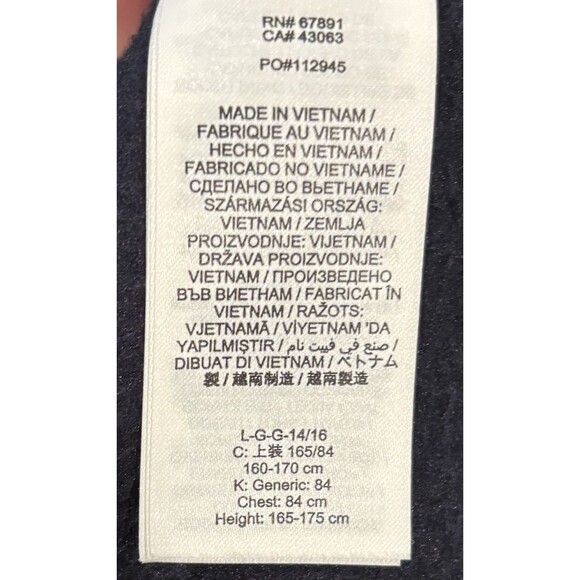 RN# 67891
CA# 43063
PO#112945
MADE IN VIETNAM /
FABRIQUE AU VIETNAM /
HECHO EN VIETNAM /
FABRICADO NO VIETNAME /
СДЕЛАНО ВО ВЬЕТНАМЕ /
SZÁRMAZÁSI ORSZÁG:
VIETNAM / ZEMLJA
PROIZVODNJE: VIJETNAM /
DRŽAVA PROIZVODNJE:
VIETNAM / ПРОИЗВЕДЕНО
ВЪВ ВИЕТНАМ / FABRICAT ÎN
VIETNAM / RAŽOTS:
VJETNAMĀ / VİYETNAM 'DA
YAPILMIŞTIR / صنع في فييت نام /
DIBUAT DI VIETNAM / ベトナム
製 / 越南制造 / 越南製造
L-G-G-14/16
C: 上装 165/84
160-170 cm
K: Generic: 84
Chest: 84 cm
Height: 165-175 cm